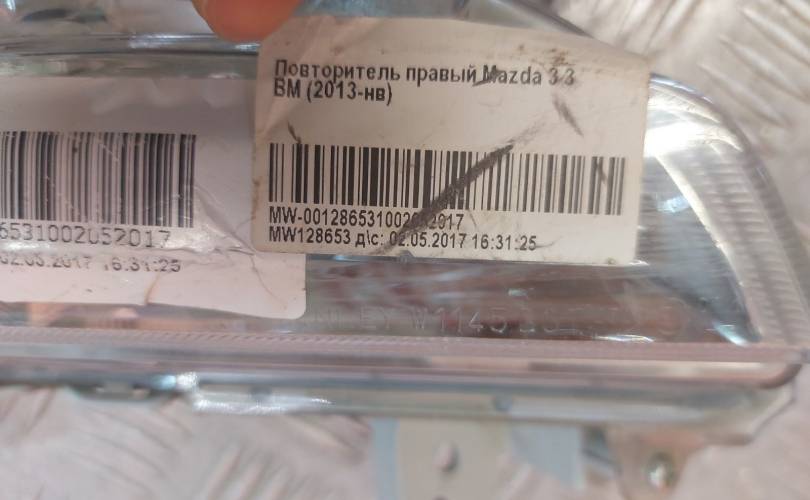 Повторитель правый Mazda 3 3
BM (2013-нв)
MW-001286531002052017
MW128653 д\с: 02.05.2017 16:31:25
6531002052017
02.05.2017 16:31:25